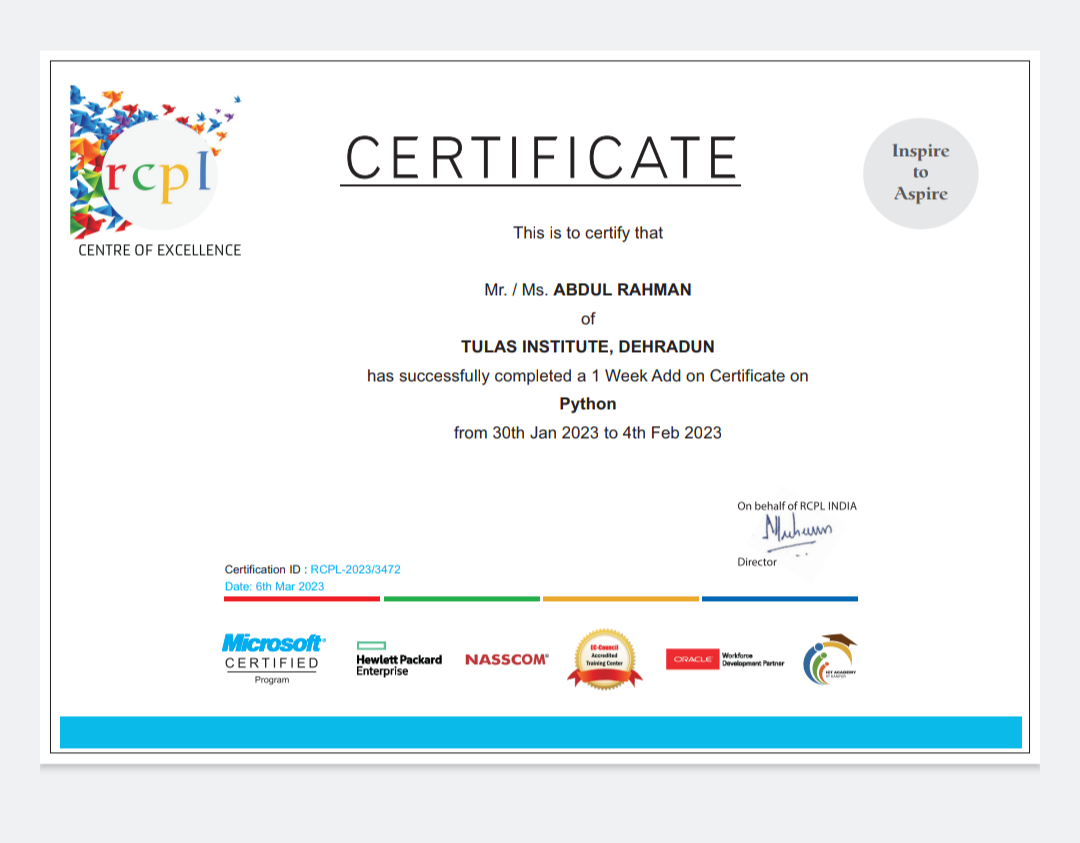 rcpl
CENTRE OF EXCELLENCE
CERTIFICATE
Inspire
to
Aspire
This is to certify that
Mr. / Ms. ABDUL RAHMAN
of
TULAS INSTITUTE, DEHRADUN
has successfully completed a 1 Week Add on Certificate on
Python
from 30th Jan 2023 to 4th Feb 2023
On behalf of RCPL INDIA
Director
Certification ID : RCPL-2023/3472
Date: 6th Mar 2023
Microsoft
CERTIFIED
Program
Hewlett Packard
Enterprise
NASSCOM®
EC-Council
Accredited
Training Center
ORACLE
Workforce
Development Partner
ICT ACADEMY